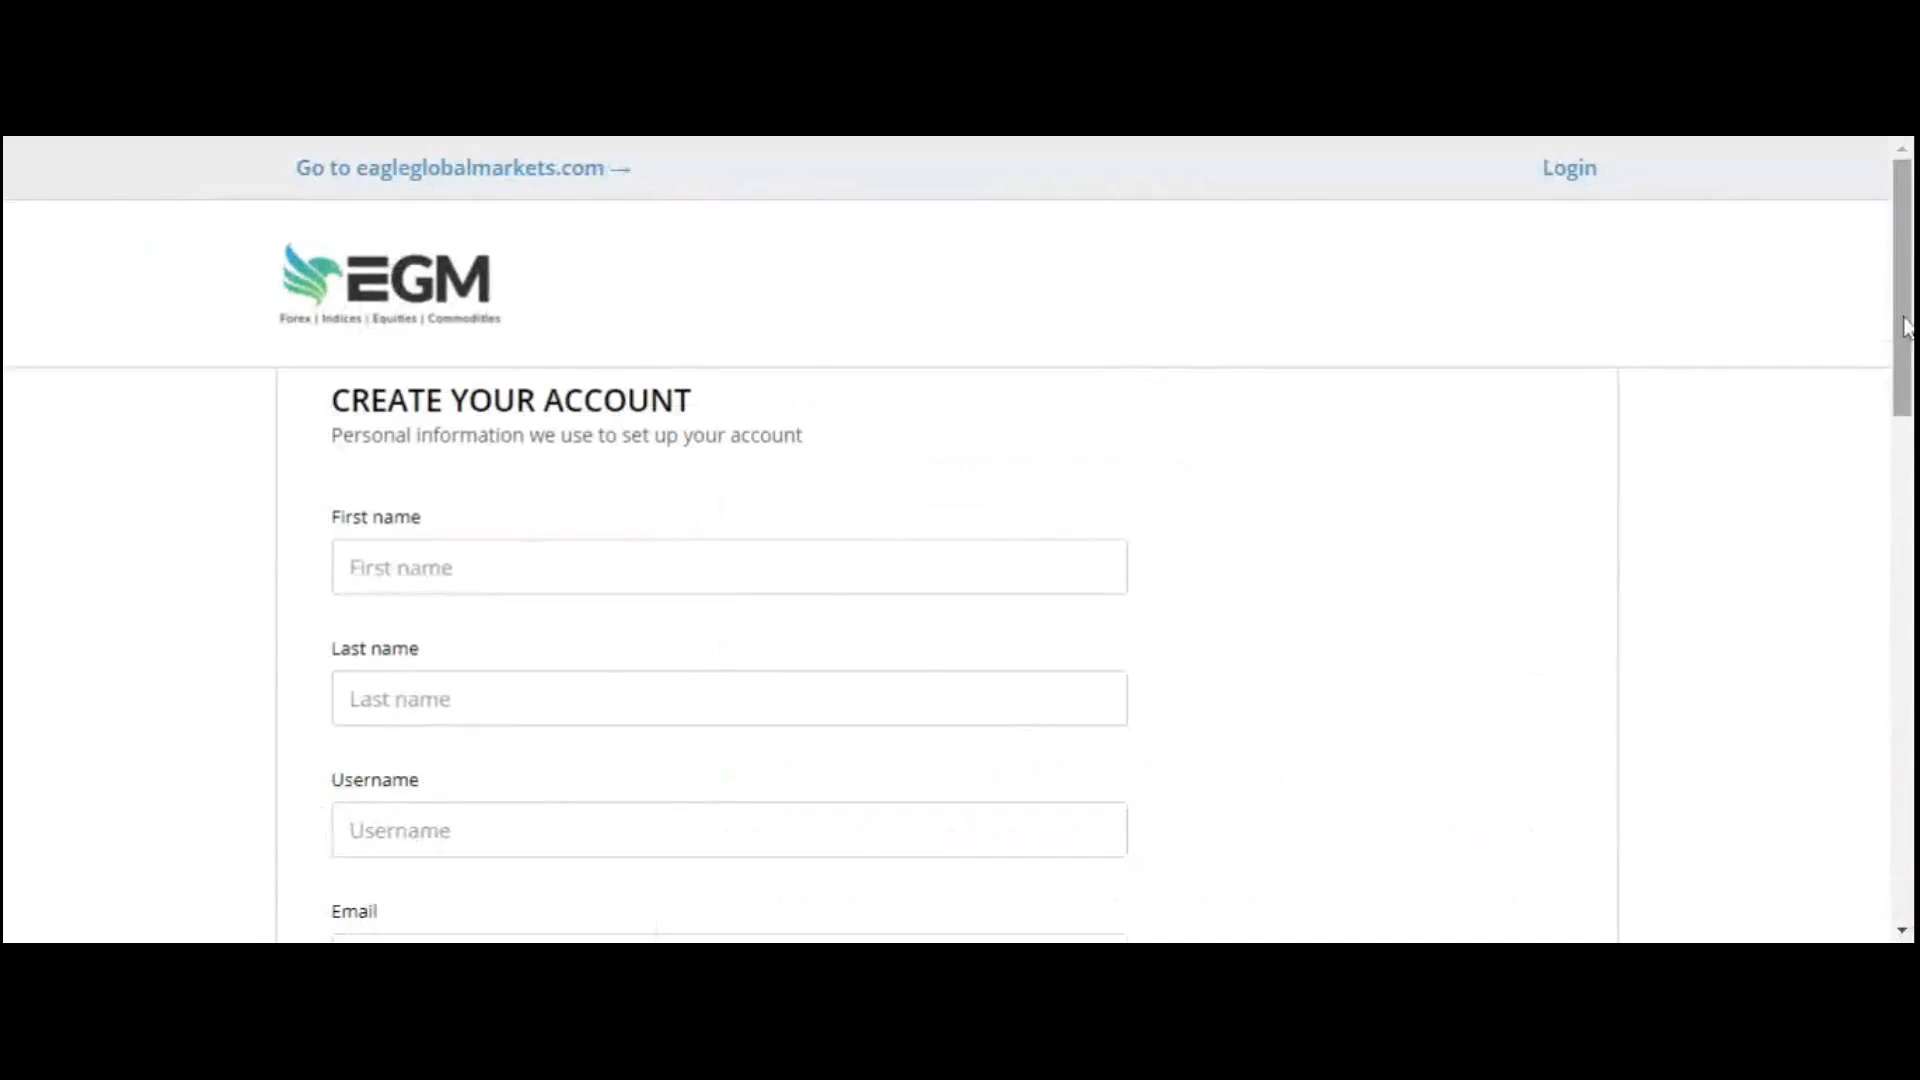 Go to eagleglobalmarkets.com →
Login
EGM
Forex | Indices | Equities | Commodities
CREATE YOUR ACCOUNT
Personal information we use to set up your account
First name
First name
Last name
Last name
Username
Username
Email